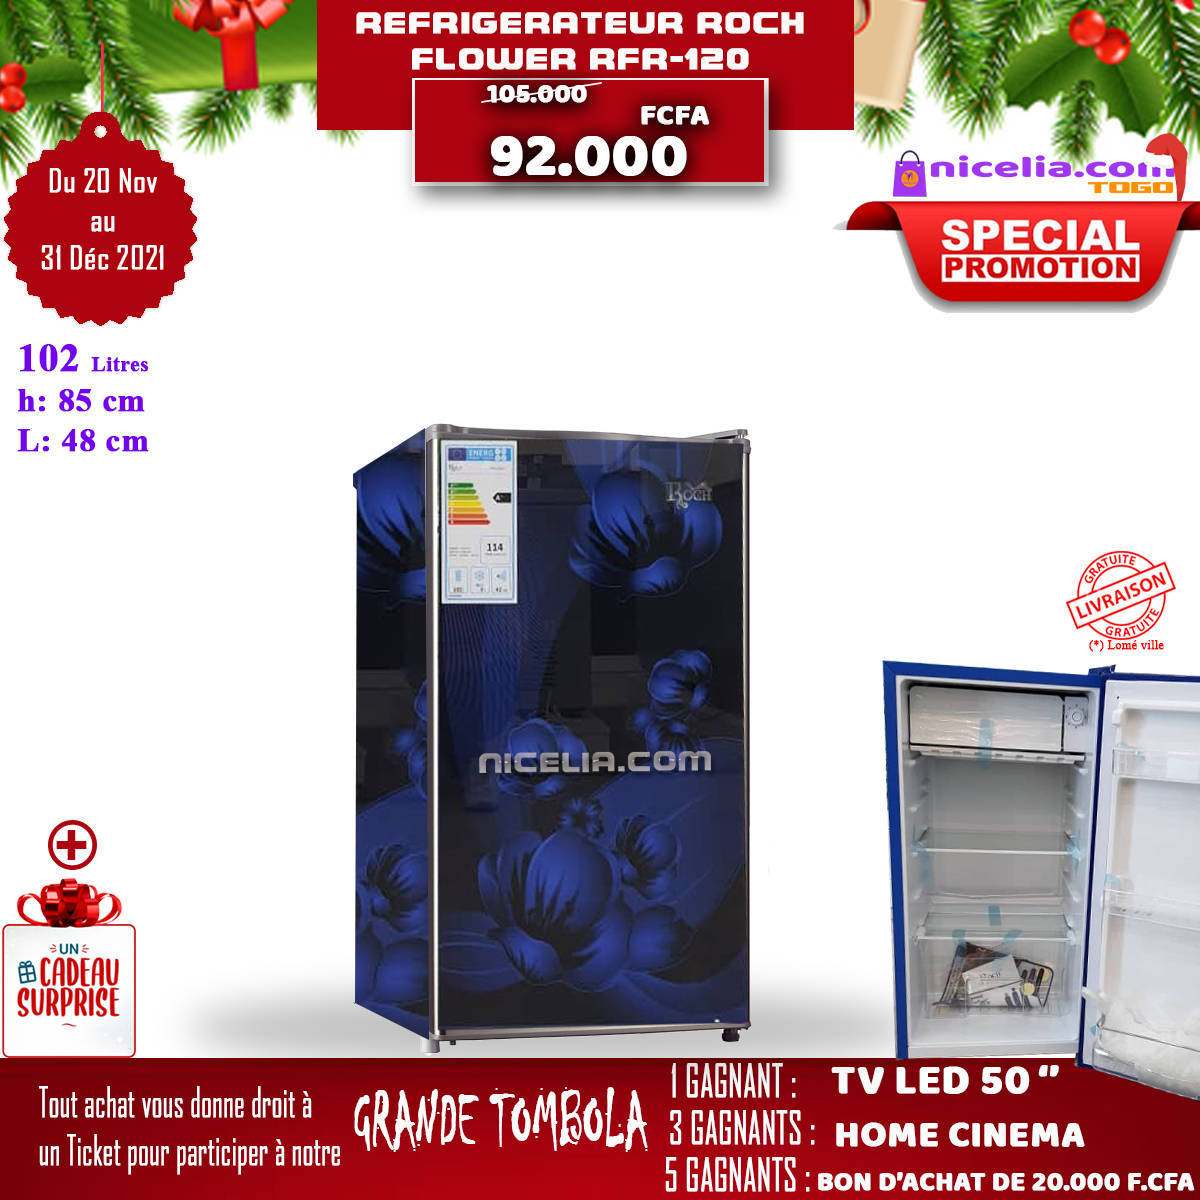 REFRIGERATEUR ROCH
FLOWER RFR-120
105.000
FCFA
92.000
Du 20 Nov
au
31 Déc 2021
nicelia.com
TOGO
SPECIAL
PROMOTION
102 Litres
h: 85 cm
L: 48 cm
ENERG
114
ROCH
NICELIA.COM
GRATUITE
LIVRAISON
GRATUITE
(*) Lomé ville
UN
CADEAU
SURPRISE
Tout achat vous donne droit à
un Ticket pour participer à notre
GRANDE TOMBOLA
1 GAGNANT : TV LED 50 "
3 GAGNANTS : HOME CINEMA
5 GAGNANTS : BON D'ACHAT DE 20.000 F.CFA